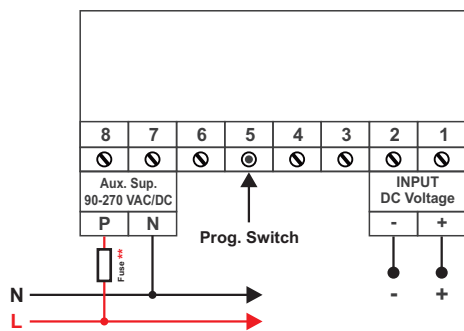 8 7 6 5 4 3 2 1
Aux. Sup.
90-270 VAC/DC
INPUT
DC Voltage
P N
- +
Prog. Switch
Fuse **
N
L
- +